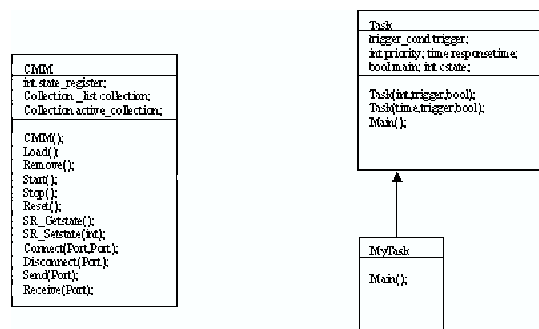 CMM
int state_register;
Collection_list collection;
Collection active_collection;
CMM();
Load();
Remove();
Start();
Stop();
Reset();
SR_Getstate();
SR_Setstate(int);
Connect(Port,Port);
Disconnect(Port);
Send(Port);
Receive(Port);
Task
trigger_cond trigger;
int priority; time responsetime;
bool main; int cstate;
Task(int,trigger,bool);
Task(time,trigger,bool);
Main();
MyTask
Main();